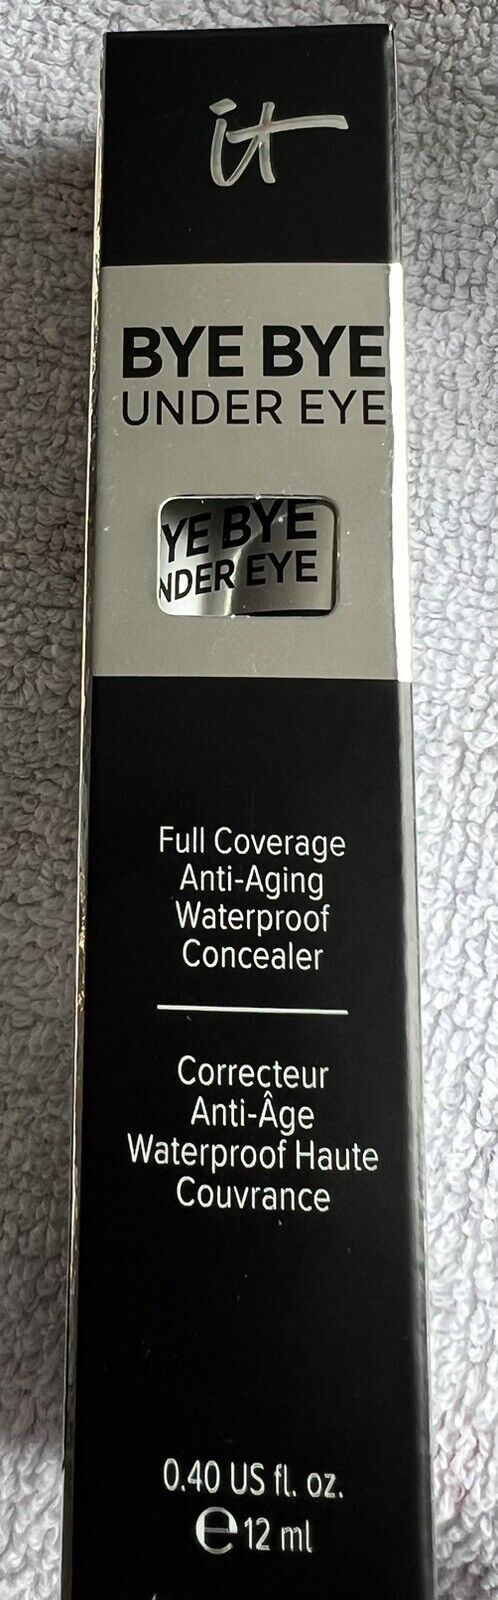 it
BYE BYE
UNDER EYE
YE BYE
NDER EYE
Full Coverage
Anti-Aging
Waterproof
Concealer
Correcteur
Anti-Âge
Waterproof Haute
Couvrance
0.40 US fl. oz.
℮ 12 ml